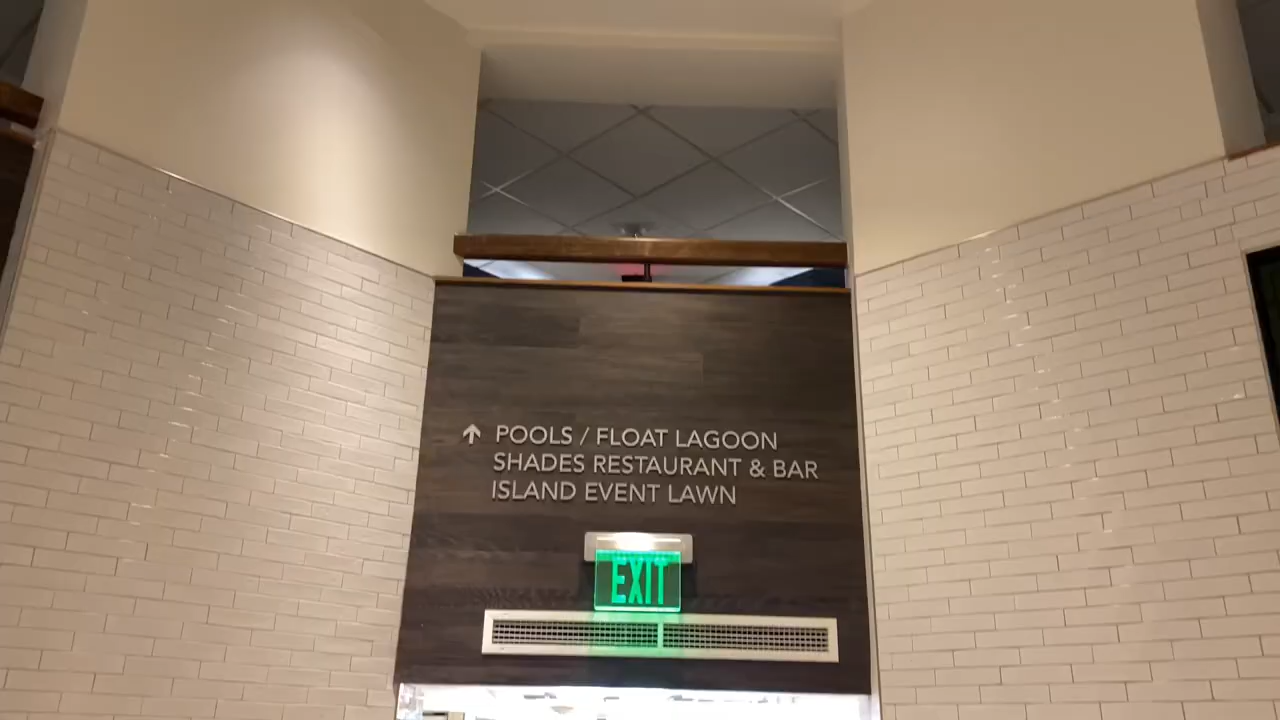 ↑ POOLS / FLOAT LAGOON
SHADES RESTAURANT & BAR
ISLAND EVENT LAWN
EXIT